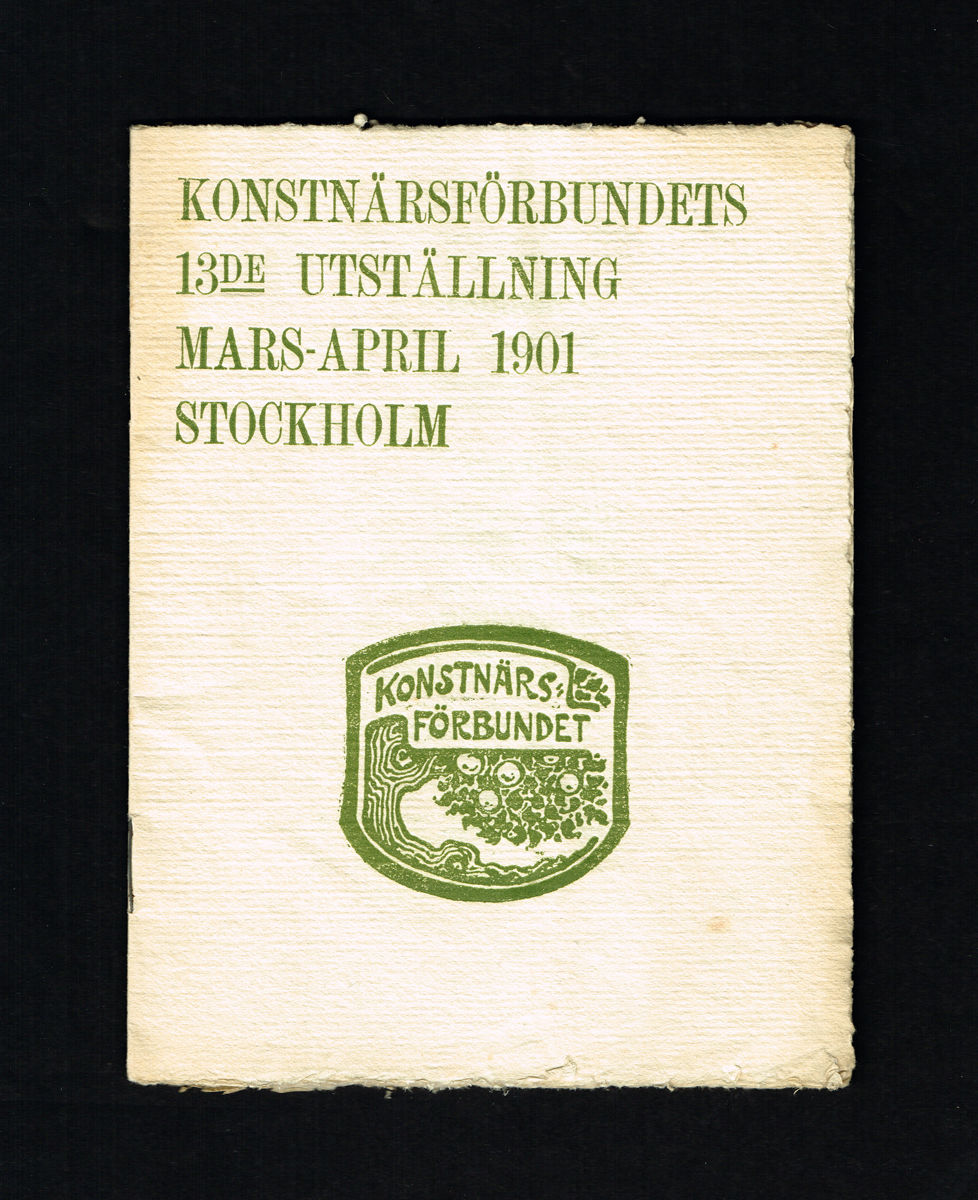 KONSTNÄRSFÖRBUNDETS
13DE UTSTÄLLNING
MARS-APRIL 1901
STOCKHOLM
KONSTNÄRS-
FÖRBUNDET